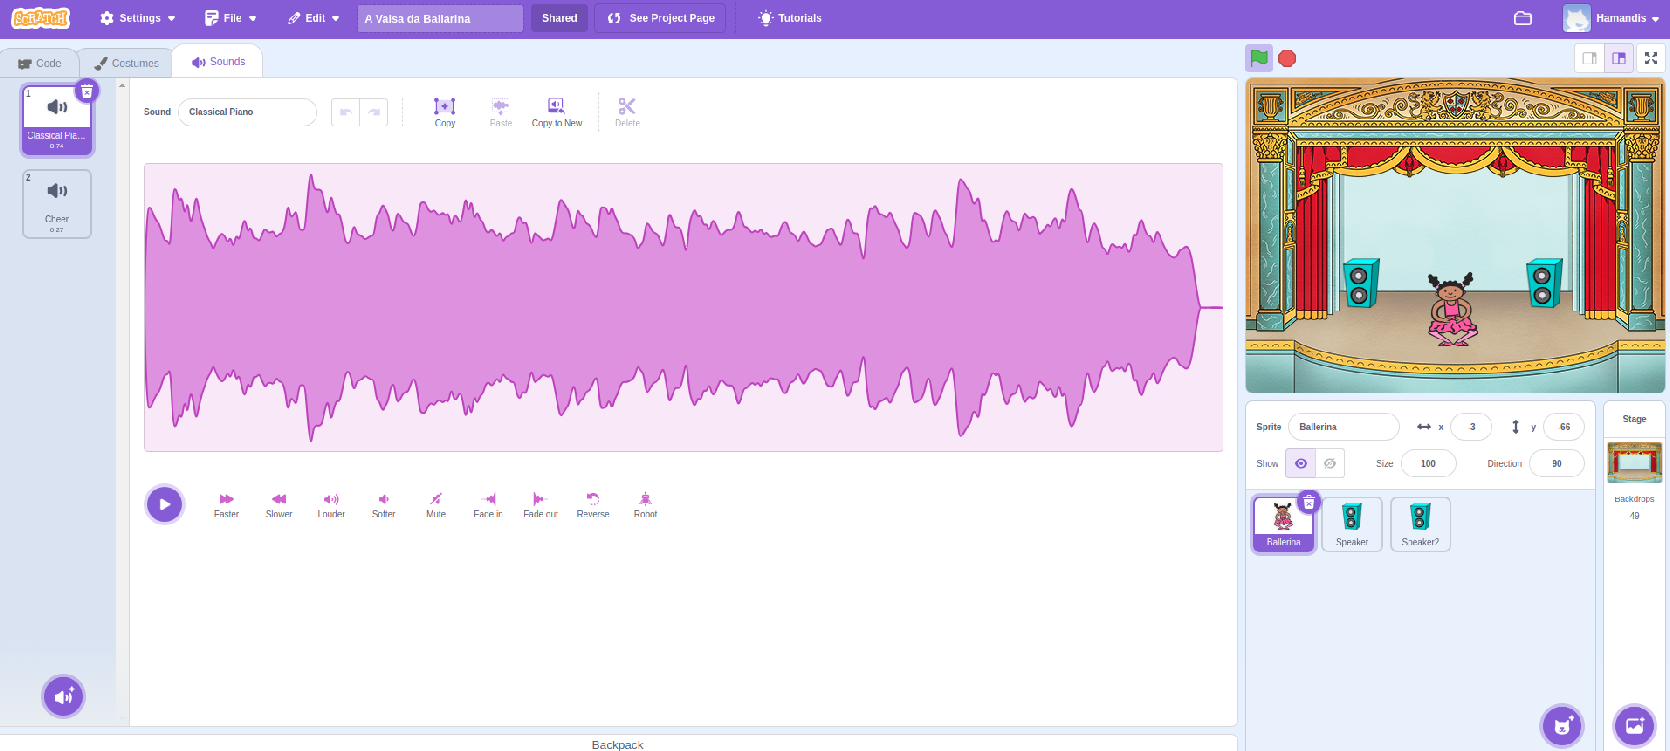 SCRATCH Settings File Edit A Valsa da Bailarina Shared See Project Page Tutorials Hamandis
Code Costumes Sounds
1
Classical Pia...
0.74
2
Cheer
0.27
Sound Classical Piano Copy Paste Copy to New Delete
Faster Slower Louder Softer Mute Fade in Fade out Reverse Robot
Backpack
Sprite Ballerina x -3 y -66
Show Size 100 Direction 90
Ballerina Speaker Speaker2
Stage
Backdrops
49